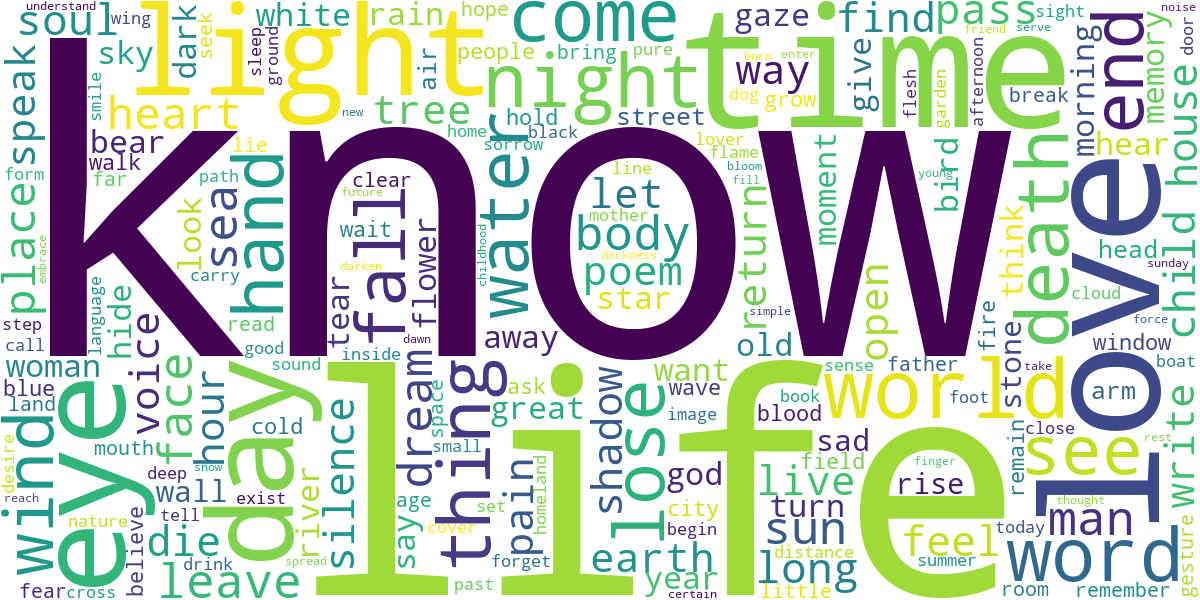 understand
wing
soul
sky
dark
seek
light
white
rain
hope
sleep
ground
people
air
come
bring
pure
sight
noise
gaze
find
pass
burn
enter
friend
serve
door
time
night
way
dog
grow
give
flesh
garden
afternoon
break
morning
end
memory
house
speak
smile
heart
tree
new
home
hold
black
sorrow
street
lover
flame
bloom
fill
line
bear
walk
far
form
lie
path
clear
future
wait
darken
know
water
childhood
let
mother
body
darkness
poem
star
return
moment
bird
young
simple
think
death
hear
head
sunday
cloud
force
love
child
place
embrace
step
call
language
hide
look
sea
carry
hand
read
good
tear
inside
fall
flower
dawn
away
old
open
fire
stone
window
boat
woman
blue
land
voice
face
hour
sound
day
cold
silence
dream
space
small
thing
ask
great
want
wave
image
lose
shadow
blood
book
sense
father
foot
world
take
arm
close
see
remain
rest
write
eye
wind
desire
reach
mouth
deep
snow
wall
exist
tell
nature
river
age
say
cover
set
past
pain
homeland
forget
life
god
city
begin
sad
field
live
turn
sun
distance
finger
rise
feel
summer
today
man
thought
word
gesture
fear
cross
believe
die
drink
leave
spread
earth
year
certain
long
little
room
remember